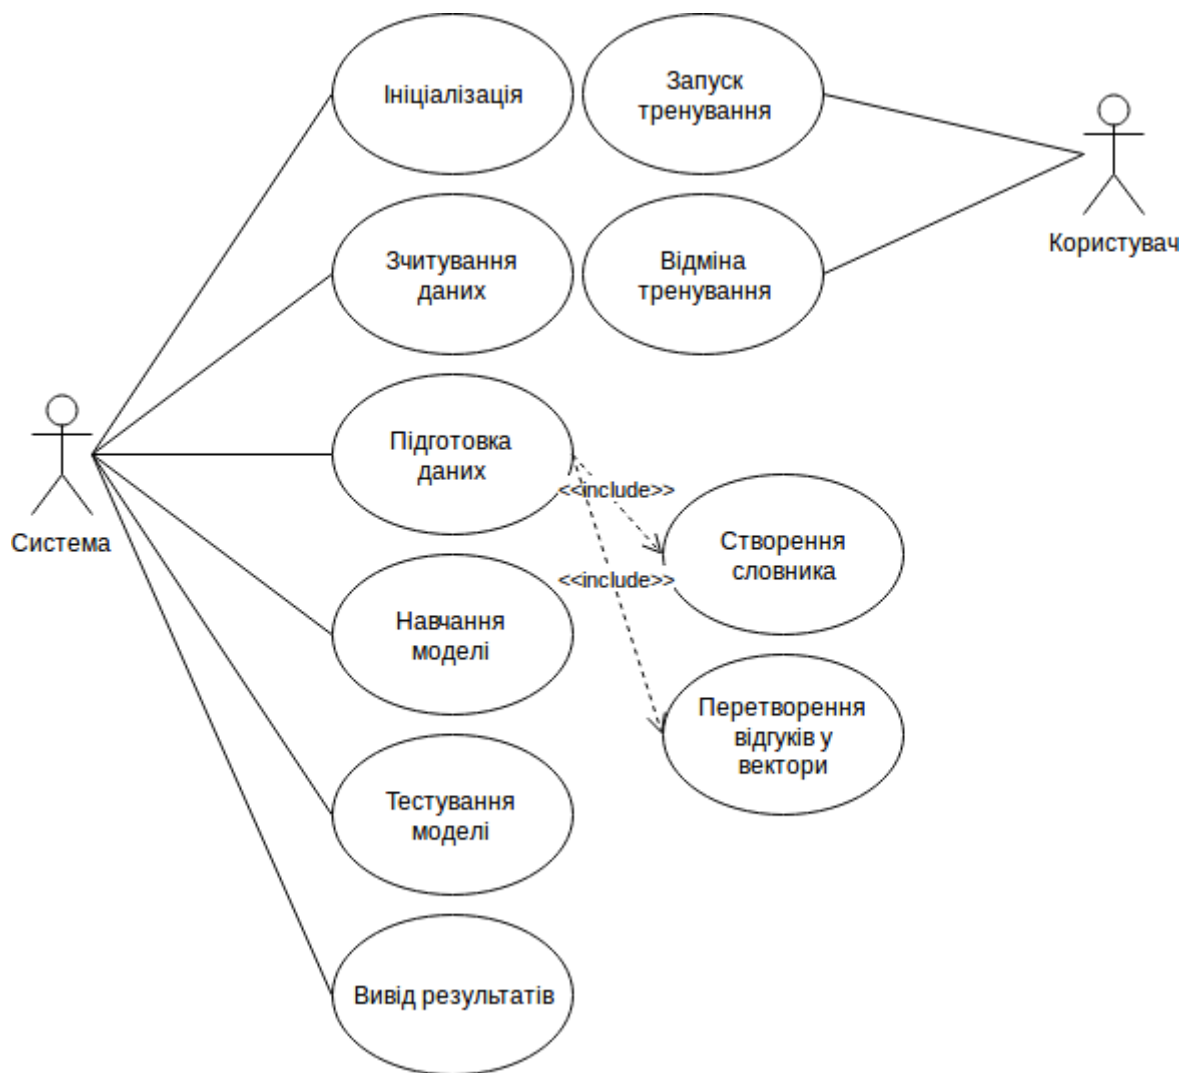 Ініціалізація
Запуск
тренування
Користувач
Зчитування
даних
Відміна
тренування
Система
Підготовка
даних
<<include>>
<<include>>
Створення
словника
Навчання
моделі
Перетворення
відгуків у
вектори
Тестування
моделі
Вивід результатів